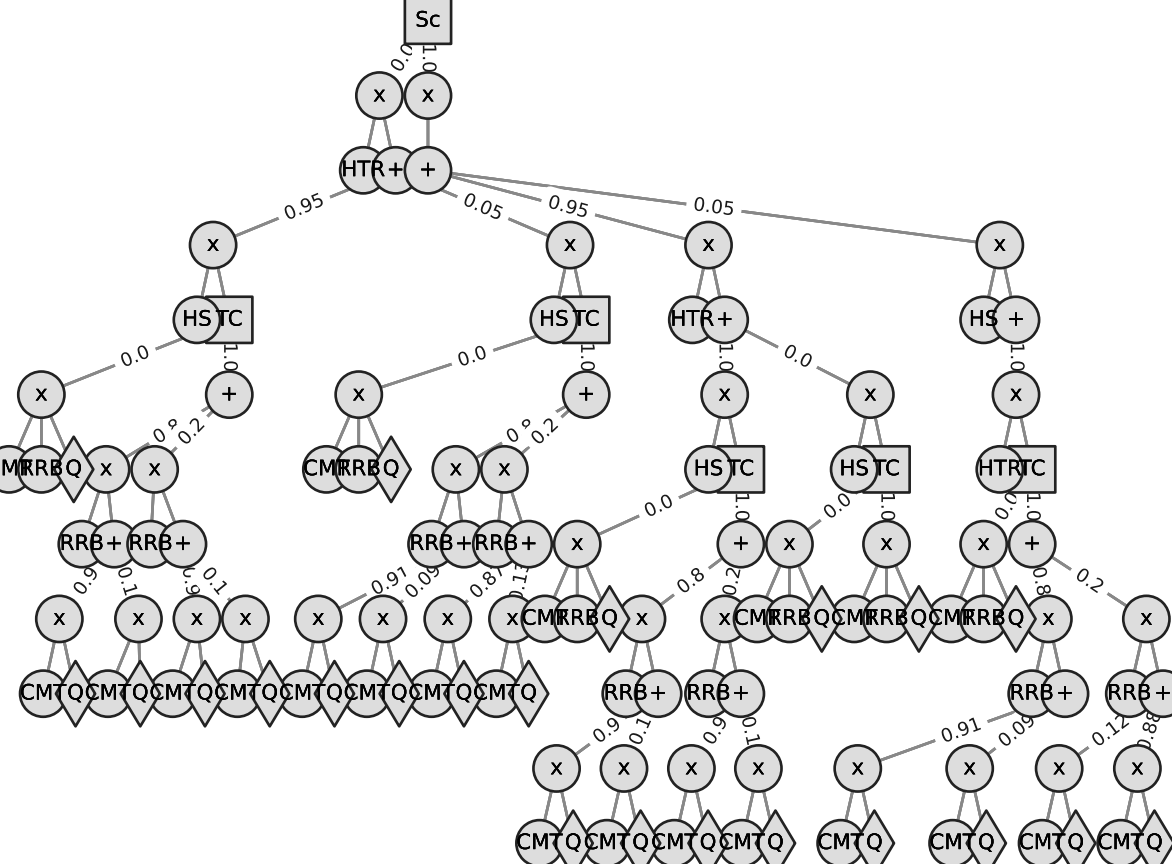 Sc
1.0
x x
HTR + +
0.95 0.05 0.95 0.05
x x x x
HS TC HS TC HTR + HS +
0.0 1.0 0.0 1.0 1.0 0.0 1.0
x + x + x x x
RRB Q 0.2 CMT RRB Q 0.2
x x x x HS TC HS TC HTR TC
RRB + RRB + RRB + RRB + 0.0 1.0 0.0 1.0 0.0 1.0
x + x x x +
0.9 0.1 0.9 0.1 0.91 0.09 0.87 0.8 0.2 0.8 0.2
x x x x x x x x CMT RRB Q x x CMT RRB Q CMT RRB Q CMT RRB Q x x
CMT Q CMT Q CMT Q CMT Q CMT Q CMT Q CMT Q CMT Q RRB + RRB + RRB + RRB +
0.9 0.1 0.9 0.1 0.91 0.09 0.12 0.88
x x x x x x x x
CMT Q CMT Q CMT Q CMT Q CMT Q CMT Q CMT Q CMT Q